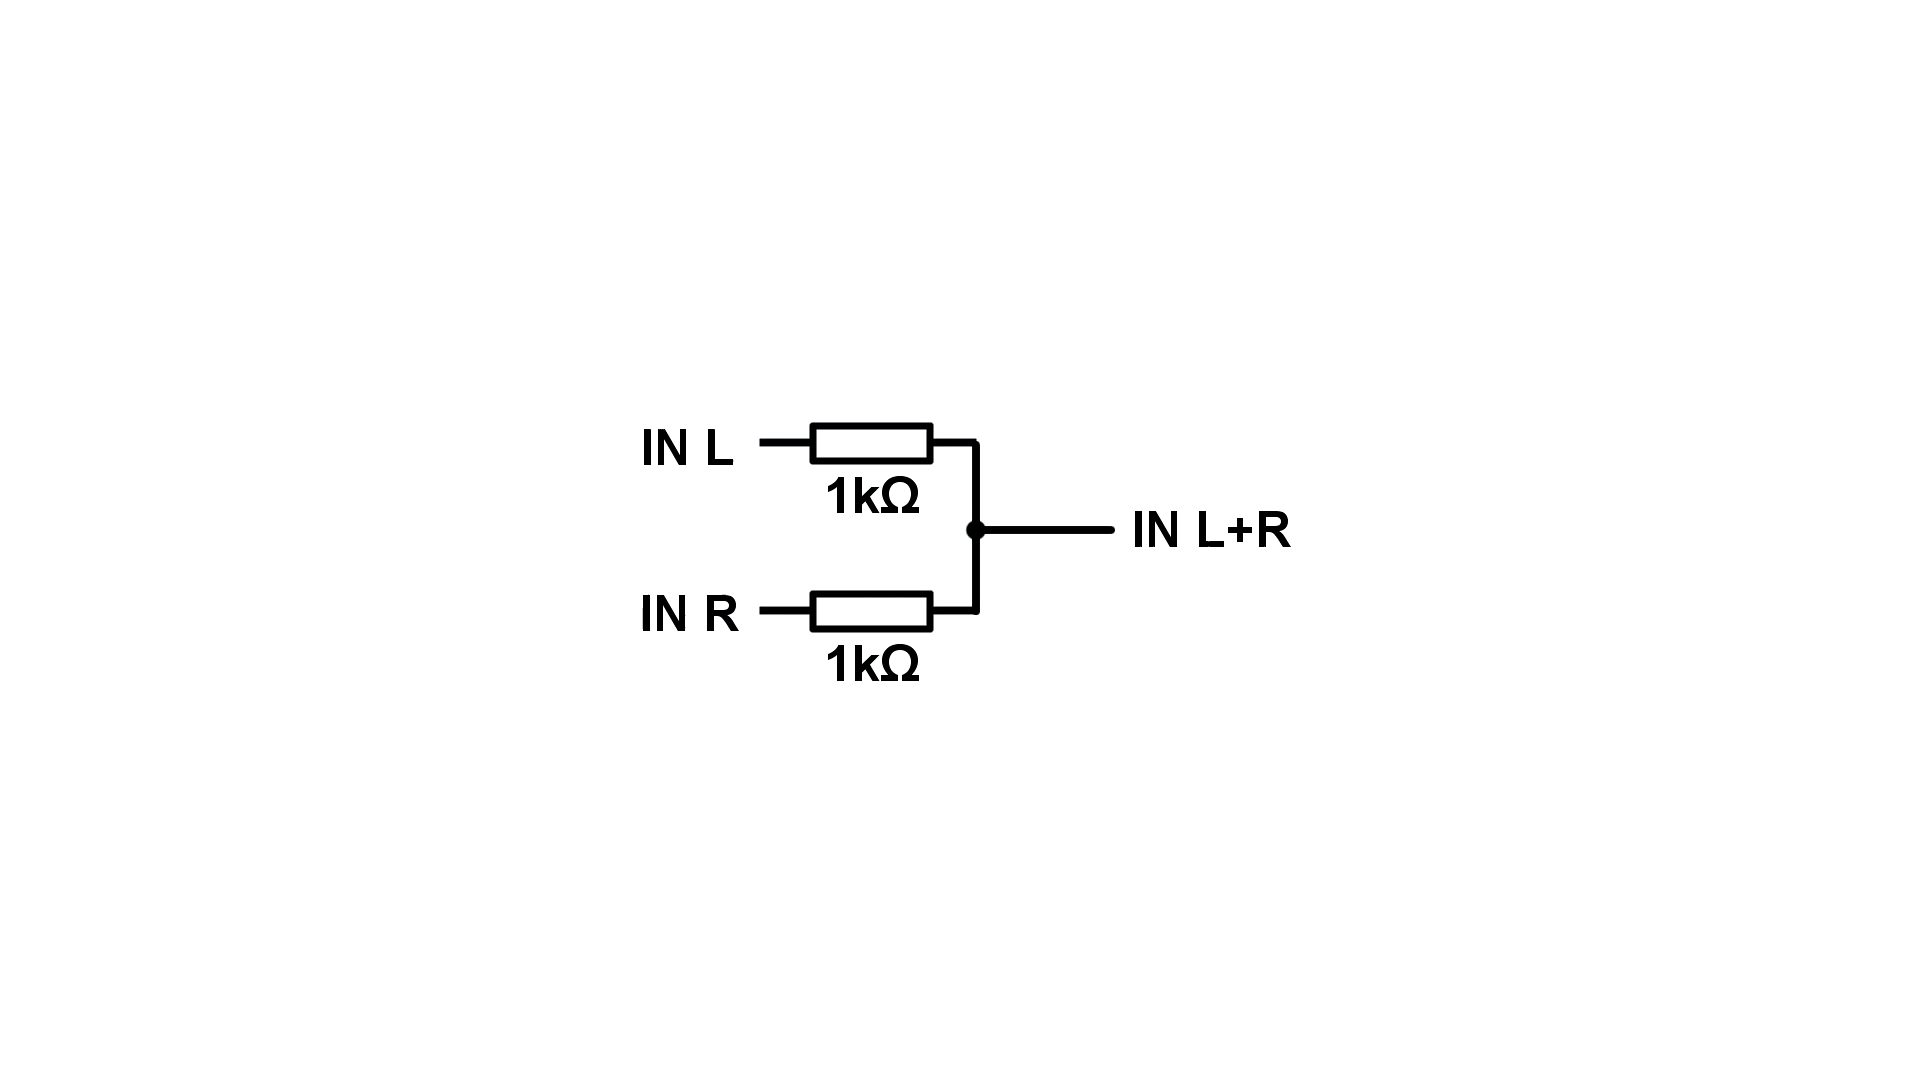 IN L
1kΩ
IN L+R
IN R
1kΩ